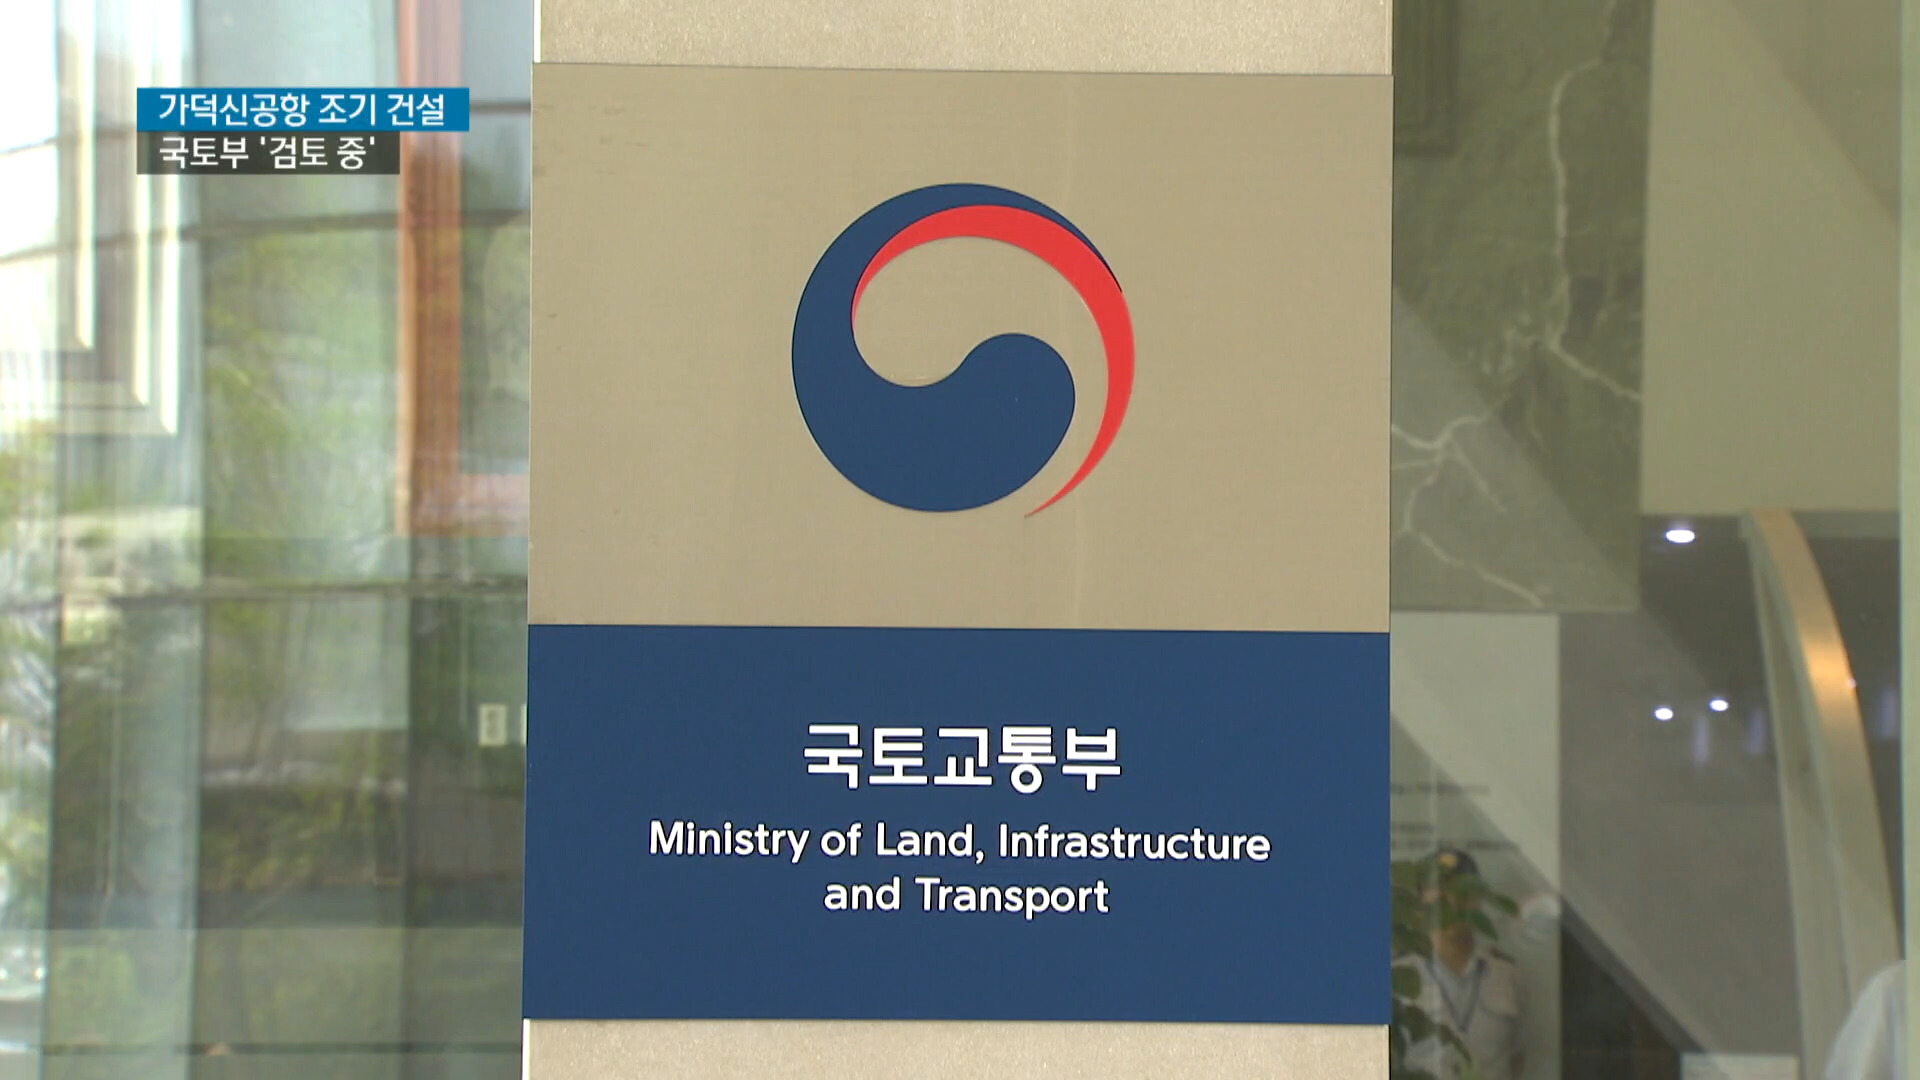 가덕신공항 조기 건설
국토부 '검토 중'
국토교통부
Ministry of Land, Infrastructure
and Transport